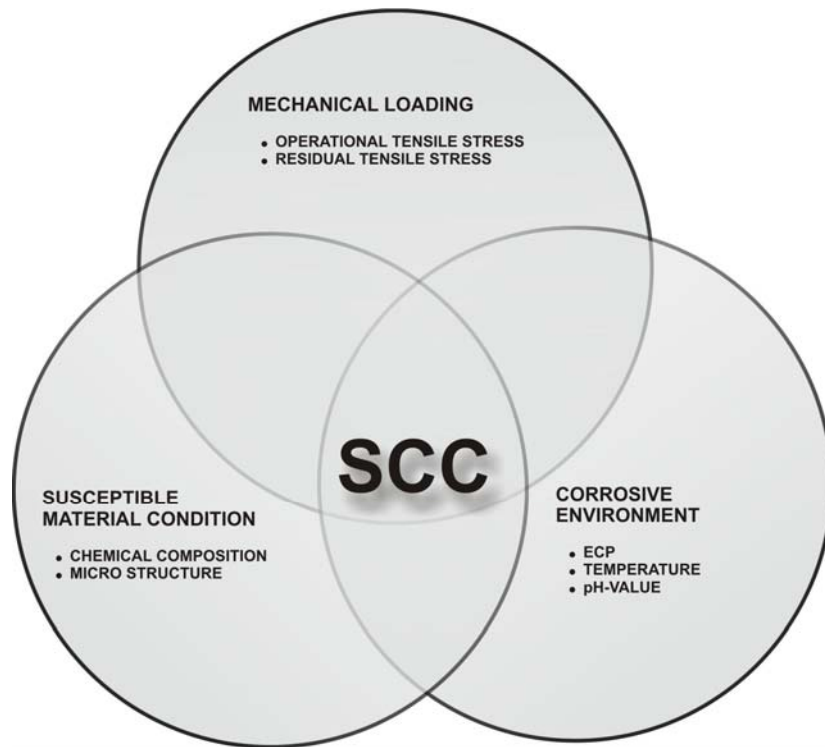 MECHANICAL LOADING
• OPERATIONAL TENSILE STRESS
• RESIDUAL TENSILE STRESS
SCC
SUSCEPTIBLE
MATERIAL CONDITION
• CHEMICAL COMPOSITION
• MICRO STRUCTURE
CORROSIVE
ENVIRONMENT
• ECP
• TEMPERATURE
• pH-VALUE